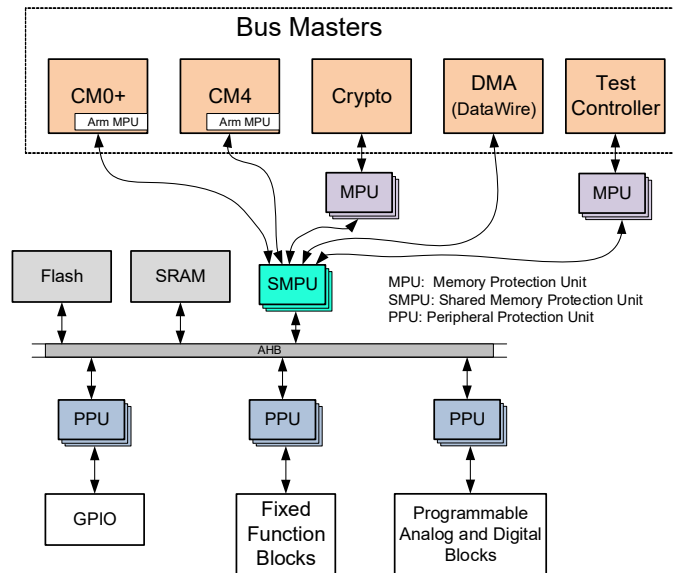 Bus Masters
CM0+
Arm MPU
CM4
Arm MPU
Crypto
DMA
(DataWire)
Test
Controller
MPU
MPU
Flash
SRAM
SMPU
MPU: Memory Protection Unit
SMPU: Shared Memory Protection Unit
PPU: Peripheral Protection Unit
AHB
PPU
PPU
PPU
GPIO
Fixed
Function
Blocks
Programmable
Analog and Digital
Blocks